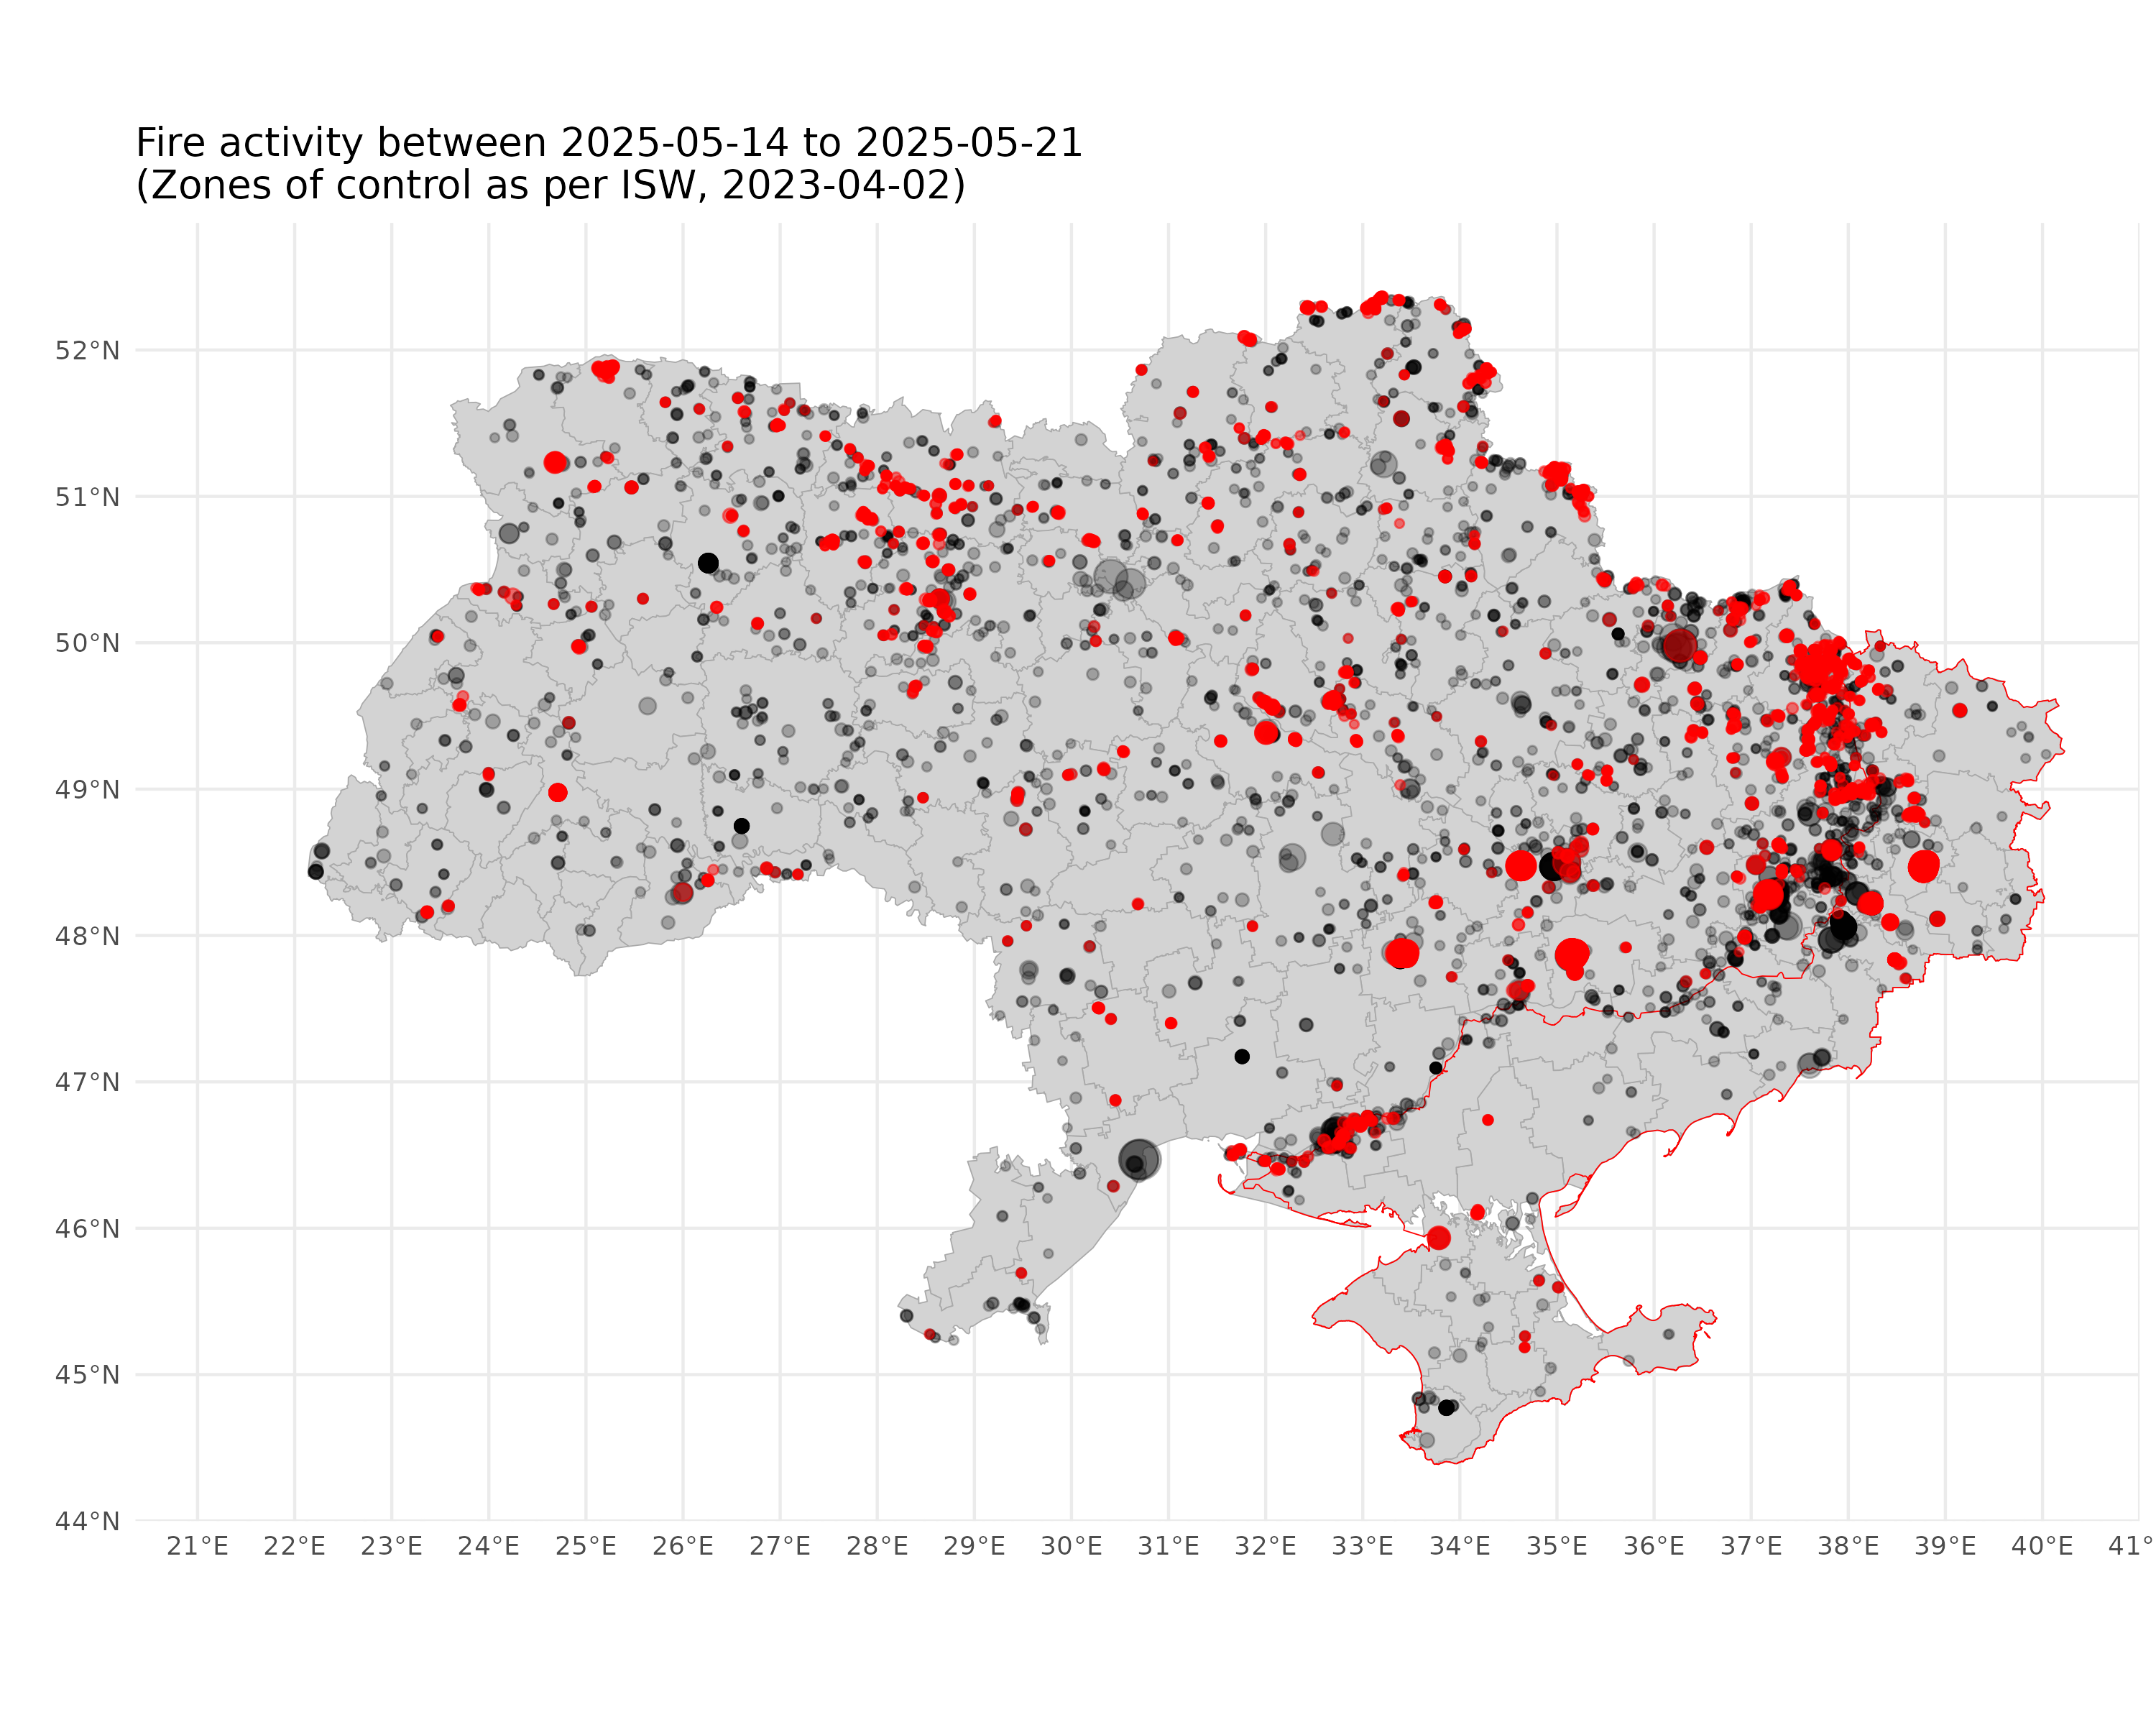 Fire activity between 2025-05-14 to 2025-05-21
(Zones of control as per ISW, 2023-04-02)
52°N
51°N
50°N
49°N
48°N
47°N
46°N
45°N
44°N
21°E 22°E 23°E 24°E 25°E 26°E 27°E 28°E 29°E 30°E 31°E 32°E 33°E 34°E 35°E 36°E 37°E 38°E 39°E 40°E 41°